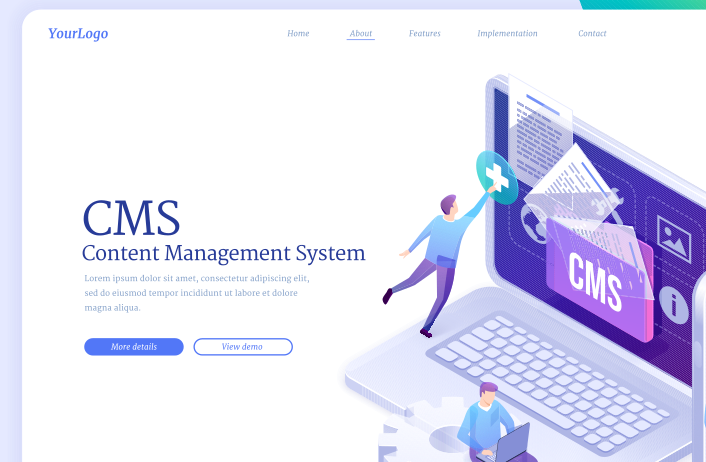 YourLogo
Home
About
Features
Implementation
Contact
CMS
Content Management System
Lorem ipsum dolor sit amet, consectetur adipiscing elit,
sed do eiusmod tempor incididunt ut labore et dolore
magna aliqua.
More details
View demo
CMS